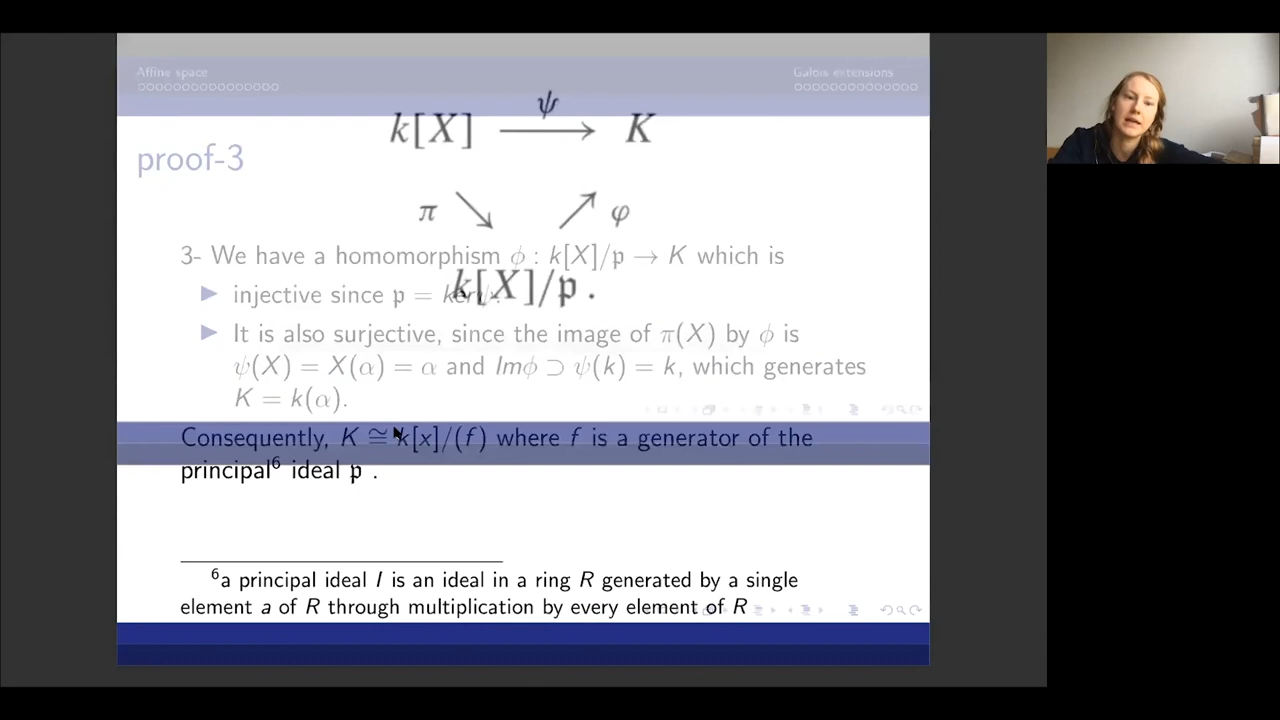 Affine space
Galois extensions
ψ
k[X] ⟶ K
proof-3
π ↘ ↗ φ
3- We have a homomorphism ϕ : k[X]/𝔭 → K which is
k[X]/𝔭 .
▶ injective since 𝔭 = kerψ.
▶ It is also surjective, since the image of π(X) by ϕ is
ψ(X) = X(α) = α and Imϕ ⊃ ψ(k) = k, which generates
K = k(α).
Consequently, K ≅ k[x]/(f) where f is a generator of the
principal⁶ ideal 𝔭 .
⁶a principal ideal I is an ideal in a ring R generated by a single
element a of R through multiplication by every element of R